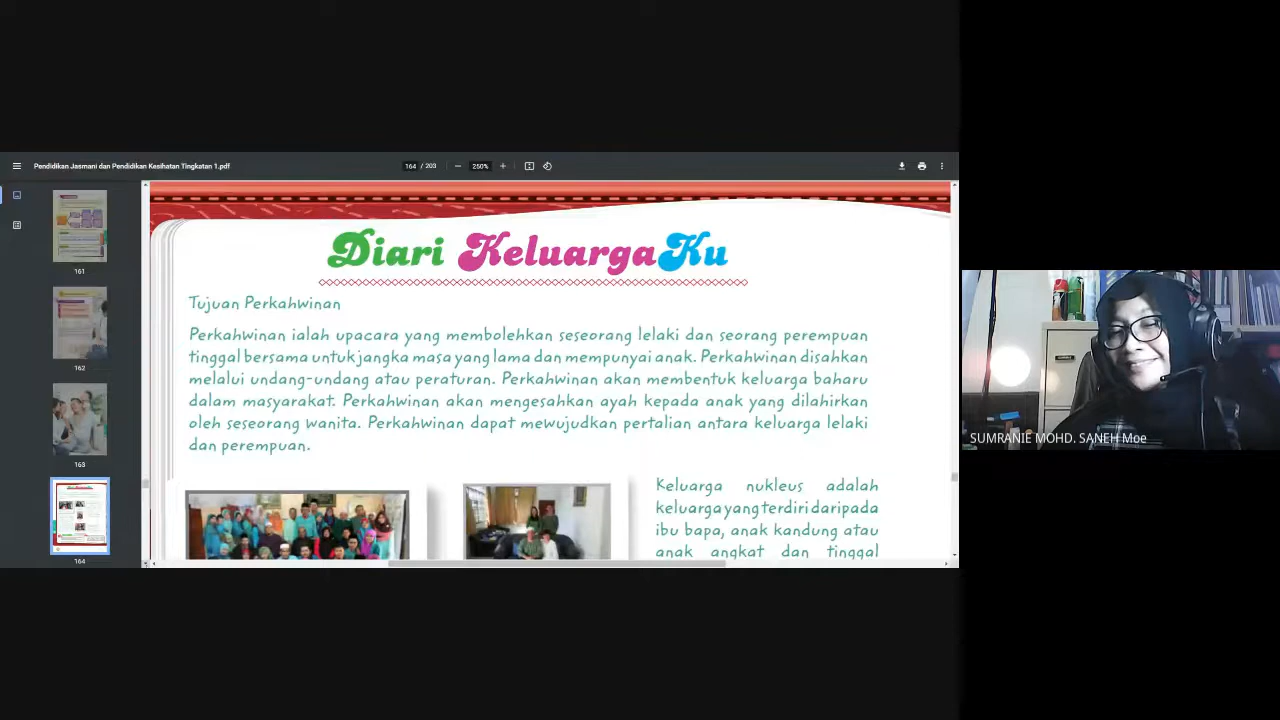 Pendidikan Jasmani dan Pendidikan Kesihatan Tingkatan 1.pdf
164 / 203
250%
161
162
163
164
Diari KeluargaKu
Tujuan Perkahwinan
Perkahwinan ialah upacara yang membolehkan seseorang lelaki dan seorang perempuan
tinggal bersama untuk jangka masa yang lama dan mempunyai anak. Perkahwinan disahkan
melalui undang-undang atau peraturan. Perkahwinan akan membentuk keluarga baharu
dalam masyarakat. Perkahwinan akan mengesahkan ayah kepada anak yang dilahirkan
oleh seseorang wanita. Perkahwinan dapat mewujudkan pertalian antara keluarga lelaki
dan perempuan.
Keluarga nukleus adalah
keluarga yang terdiri daripada
ibu bapa, anak kandung atau
anak angkat dan tinggal
SUMRANIE MOHD. SANEH Moe